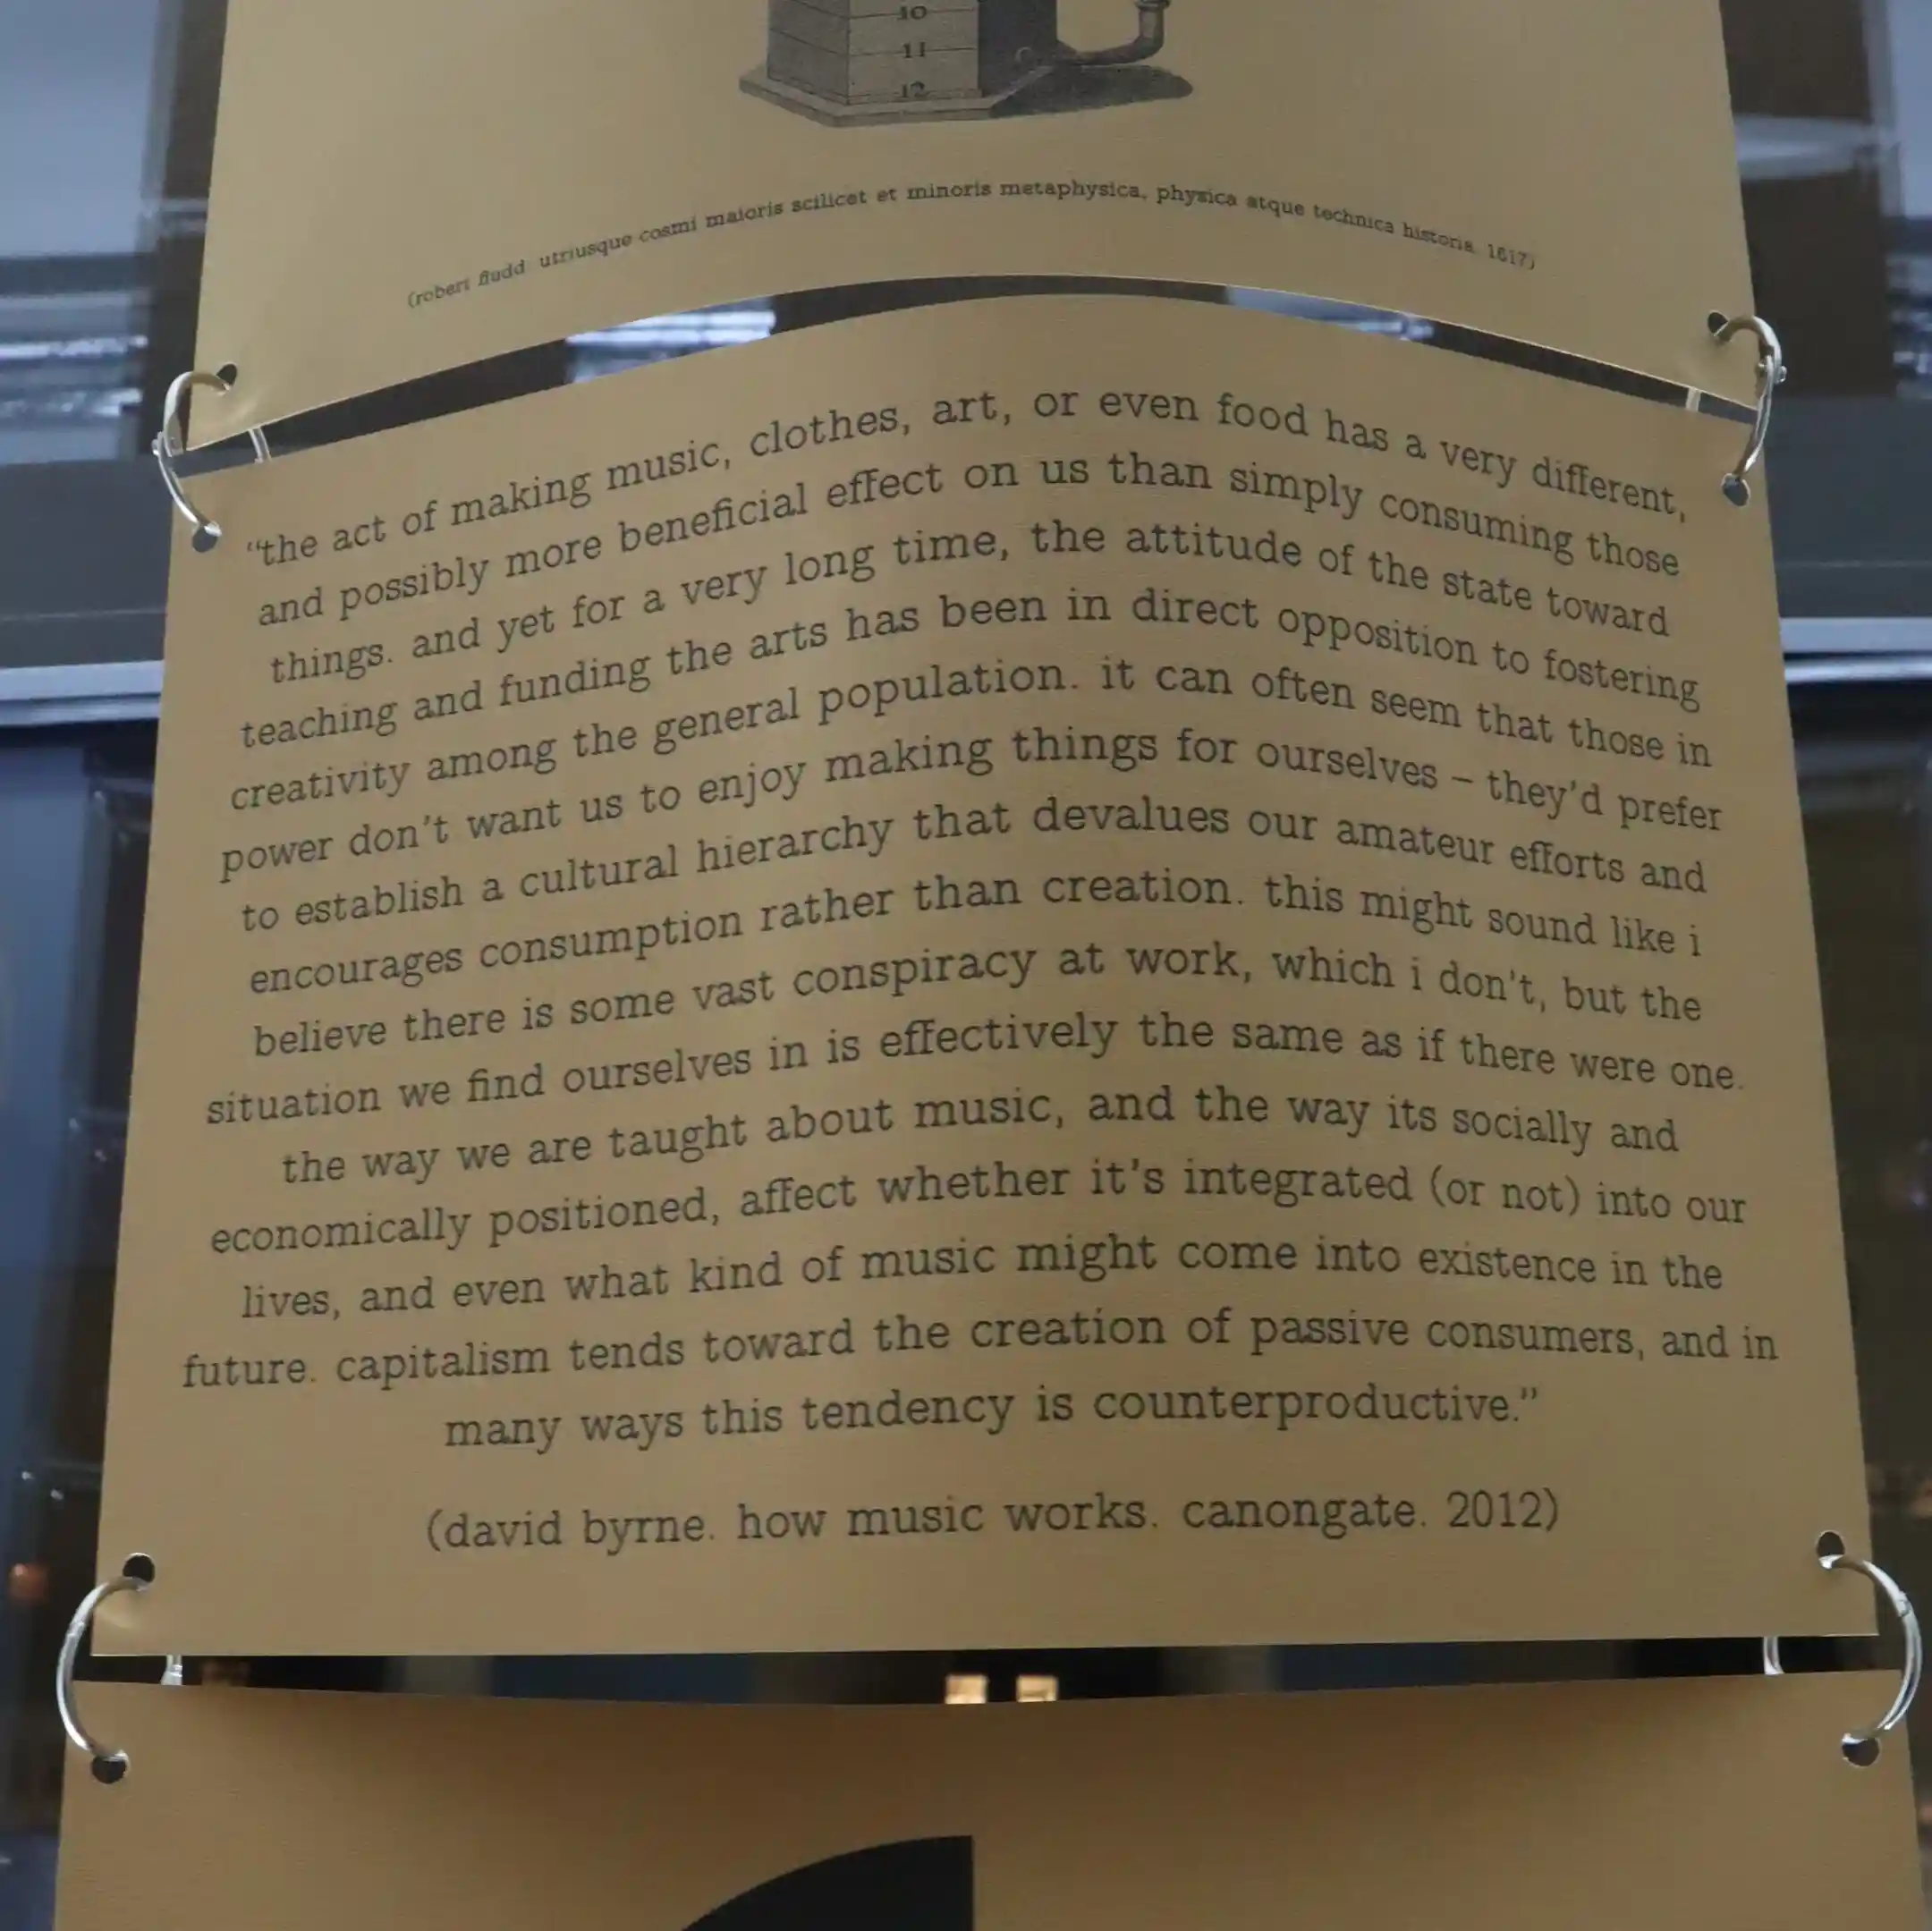 10
11
12
(robert fludd. utriusque cosmi maioris scilicet et minoris metaphysica, physica atque technica historia. 1617)
“the act of making music, clothes, art, or even food has a very different,
and possibly more beneficial effect on us than simply consuming those
things. and yet for a very long time, the attitude of the state toward
teaching and funding the arts has been in direct opposition to fostering
creativity among the general population. it can often seem that those in
power don’t want us to enjoy making things for ourselves – they’d prefer
to establish a cultural hierarchy that devalues our amateur efforts and
encourages consumption rather than creation. this might sound like i
believe there is some vast conspiracy at work, which i don’t, but the
situation we find ourselves in is effectively the same as if there were one.
the way we are taught about music, and the way its socially and
economically positioned, affect whether it’s integrated (or not) into our
lives, and even what kind of music might come into existence in the
future. capitalism tends toward the creation of passive consumers, and in
many ways this tendency is counterproductive.”
(david byrne. how music works. canongate. 2012)